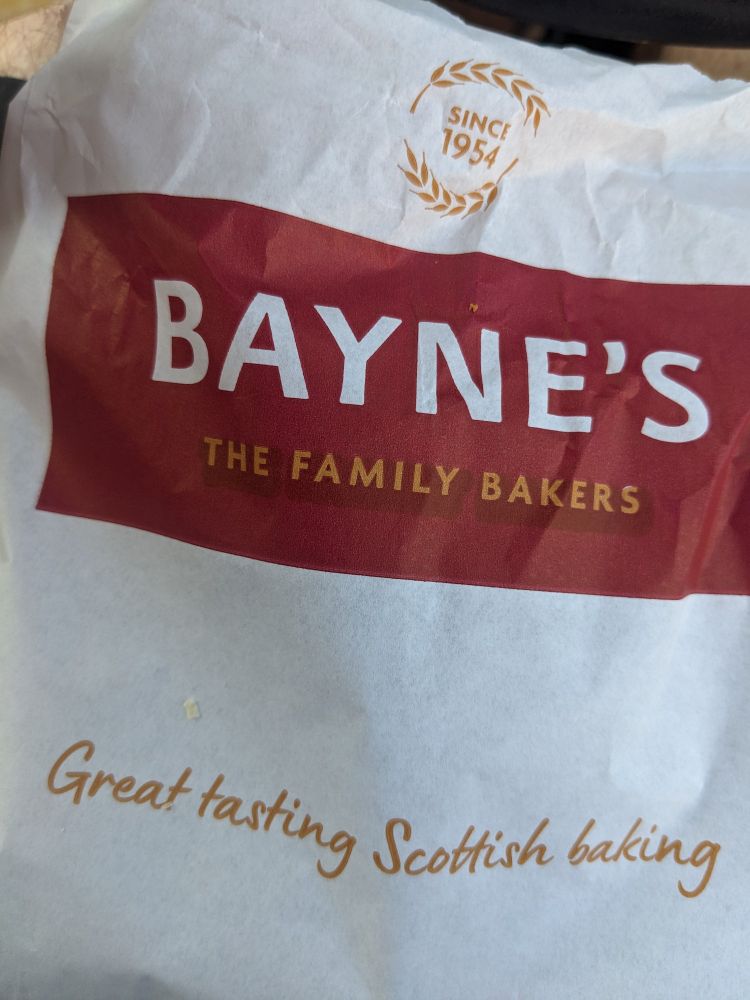 SINCE
1954
BAYNE'S
THE FAMILY BAKERS
Great tasting Scottish baking